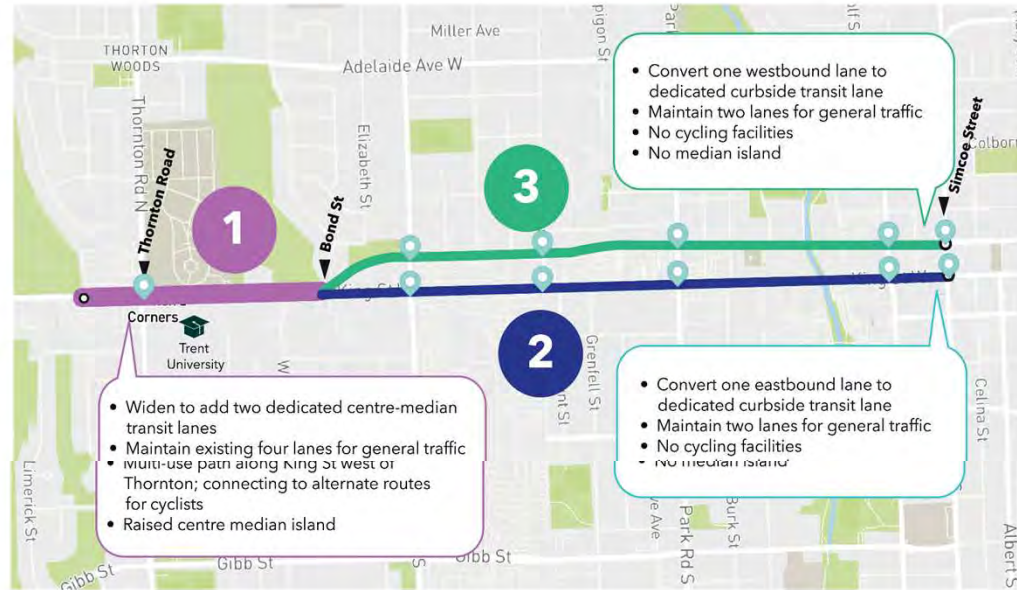 Miller Ave
THORTON
WOODS
Adelaide Ave W
Thornton Rd N
Thornton Road
Elizabeth St
Bond St
1
3
2
• Convert one westbound lane to
dedicated curbside transit lane
• Maintain two lanes for general traffic
• No cycling facilities
• No median island
Simcoe Street
Corners
Trent
University
• Widen to add two dedicated centre-median
transit lanes
• Maintain existing four lanes for general traffic
• Multi-use path along King St west of
Thornton; connecting to alternate routes
for cyclists
• Raised centre median island
• Convert one eastbound lane to
dedicated curbside transit lane
• Maintain two lanes for general traffic
• No cycling facilities
• No median island
Grenfell St
Celina St
Limerick St
Park Rd S
Burk St
Albert S
Gibb St
Gibb St
Gibb St